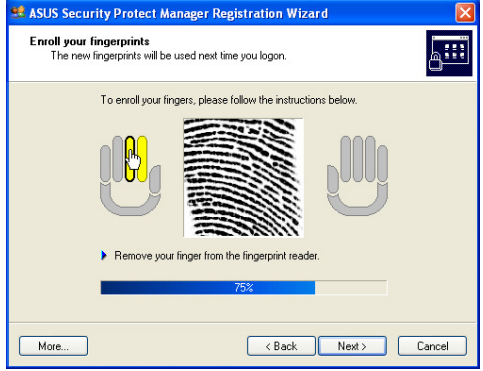 ASUS Security Protect Manager Registration Wizard
Enroll your fingerprints
The new fingerprints will be used next time you logon.
To enroll your fingers, please follow the instructions below.
Remove your finger from the fingerprint reader.
75%
More... < Back Next > Cancel